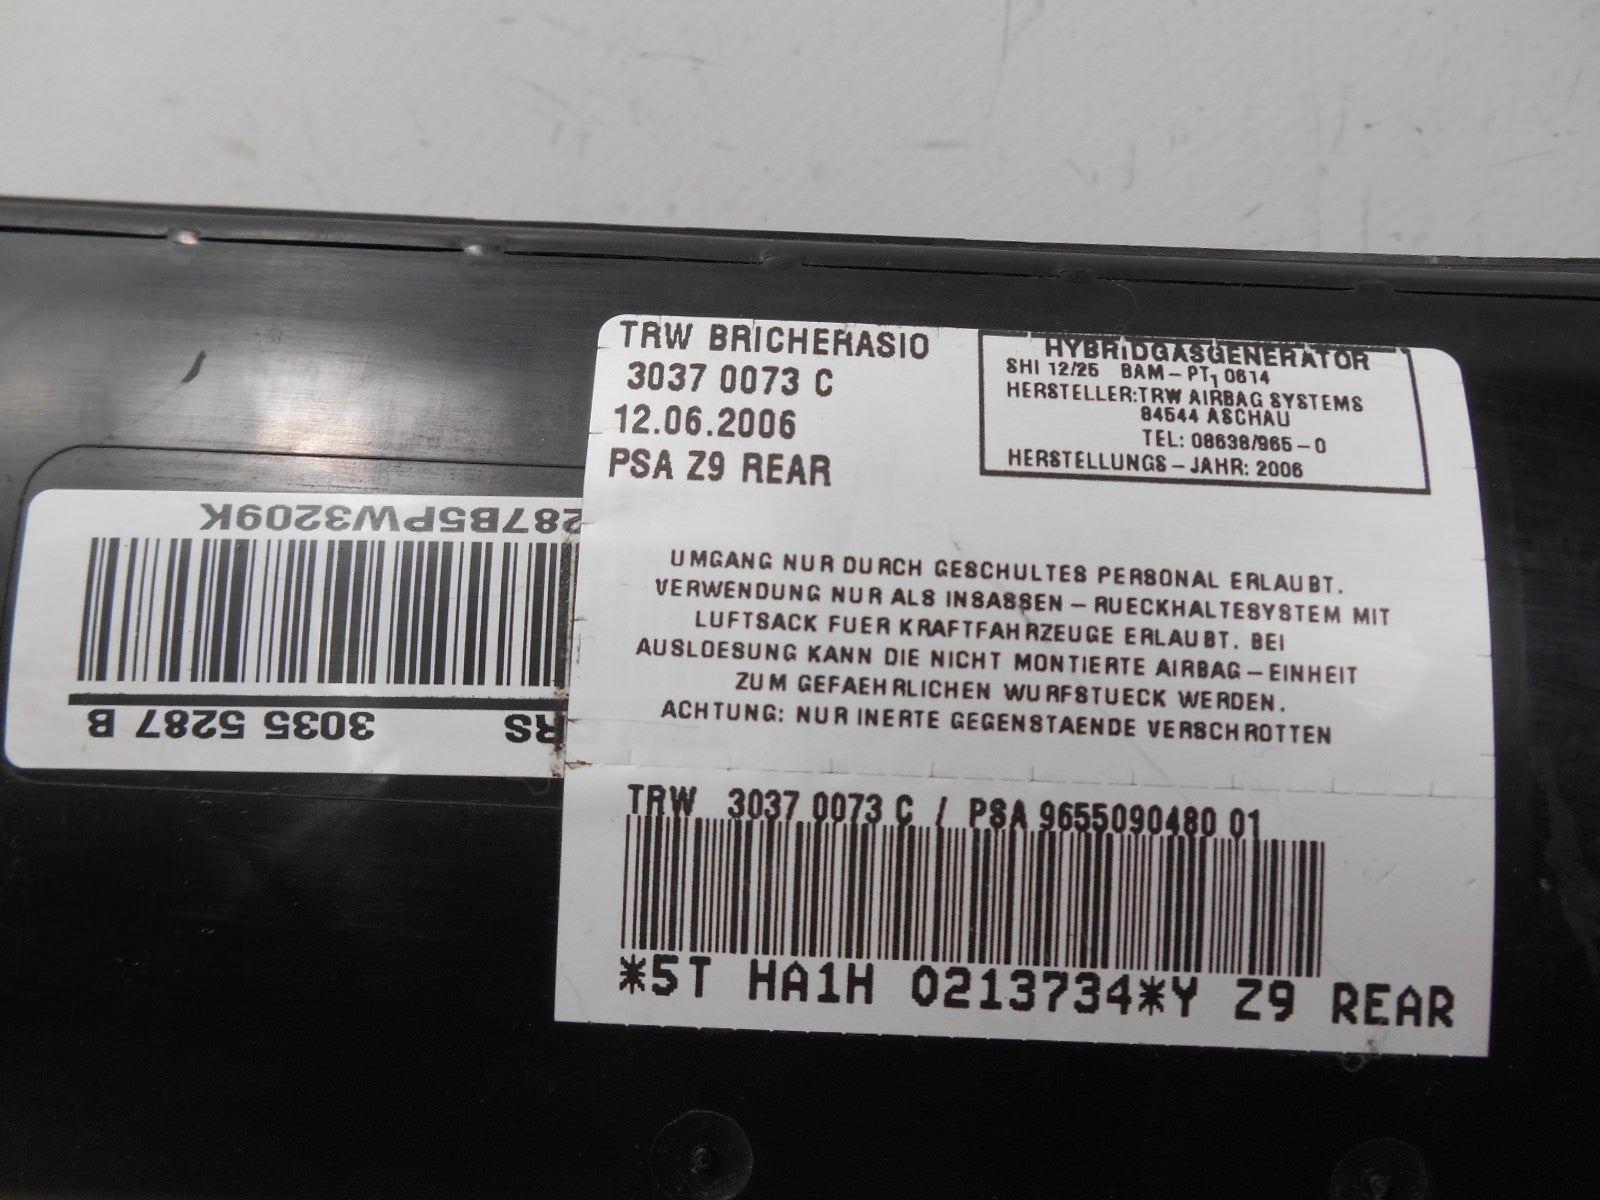 TRW BRICHERASIO
3037 0073 C
12.06.2006
PSA Z9 REAR
HYBRIDGASGENERATOR
SHI 12/25 BAM-PT1 0614
HERSTELLER:TRW AIRBAG SYSTEMS
84544 ASCHAU
TEL: 08638/965-0
HERSTELLUNGS-JAHR: 2006
UMGANG NUR DURCH GESCHULTES PERSONAL ERLAUBT.
VERWENDUNG NUR ALS INSASSEN-RUECKHALTESYSTEM MIT
LUFTSACK FUER KRAFTFAHRZEUGE ERLAUBT. BEI
AUSLOESUNG KANN DIE NICHT MONTIERTE AIRBAG-EINHEIT
ZUM GEFAEHRLICHEN WURFSTUECK WERDEN.
ACHTUNG: NUR INERTE GEGENSTAENDE VERSCHROTTEN
TRW 3037 0073 C / PSA 9655090480 01
*5T HA1H 0213734*Y Z9 REAR
RS 3035 5287 B
287B5PW3209K